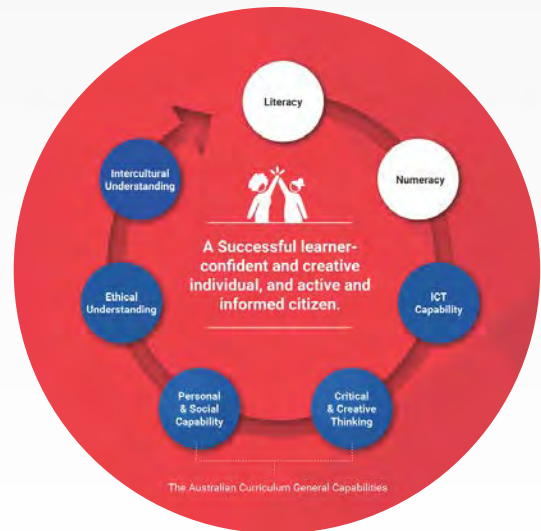 Literacy
Numeracy
ICT
Capability
Critical
& Creative
Thinking
Personal
& Social
Capability
Ethical
Understanding
Intercultural
Understanding
A Successful learner-
confident and creative
individual, and active and
informed citizen.
The Australian Curriculum General Capabilities